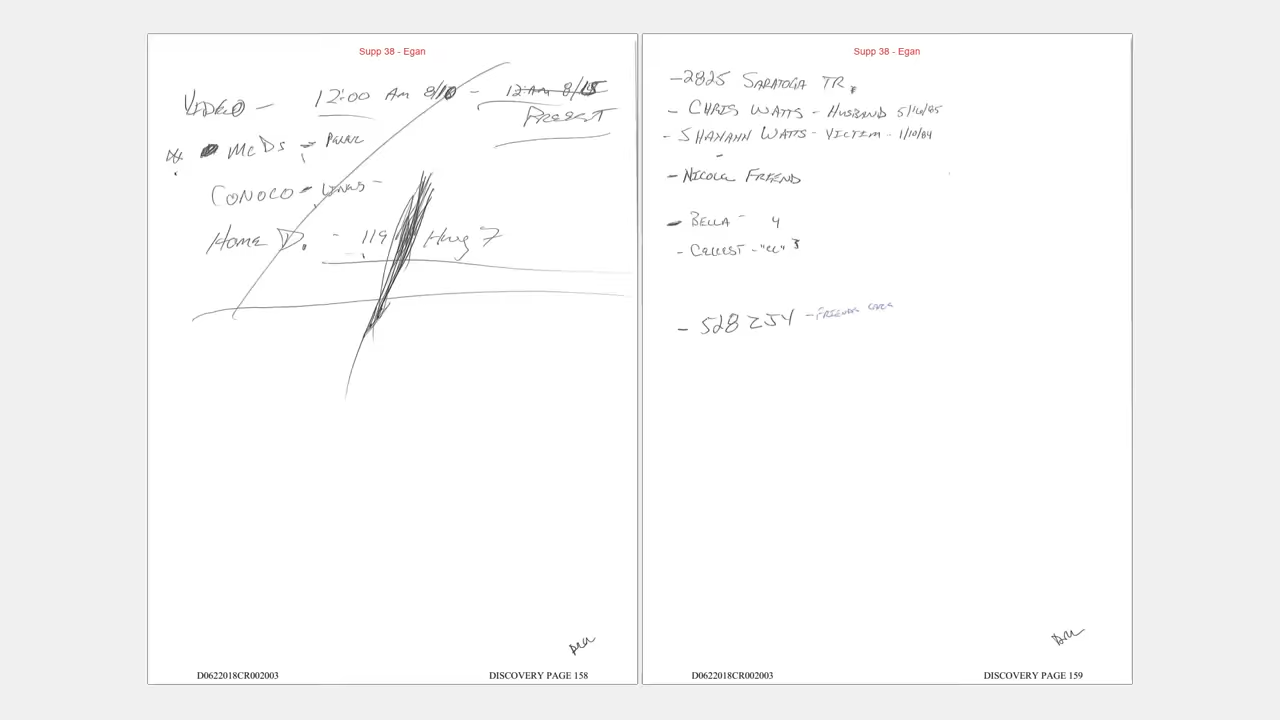 Supp 38 - Egan
VIDEO - 12:00 AM 8/10 - 12 AM 8/15
PRESENT
McDs -
CONOCO -
HOME D. - 119 Hwy 7
D0622018CR002003 DISCOVERY PAGE 158
Supp 38 - Egan
- 2825 SARATOGA TR.
- CHRIS WATTS - HUSBAND 5/16/85
- SHANANN WATTS - VICTIM - 1/10/84
- NICOLE FRIEND
- BELLA - 4
- CELEST - "CC" 3
- 528 ZJY - FRIENDS
D0622018CR002003 DISCOVERY PAGE 159